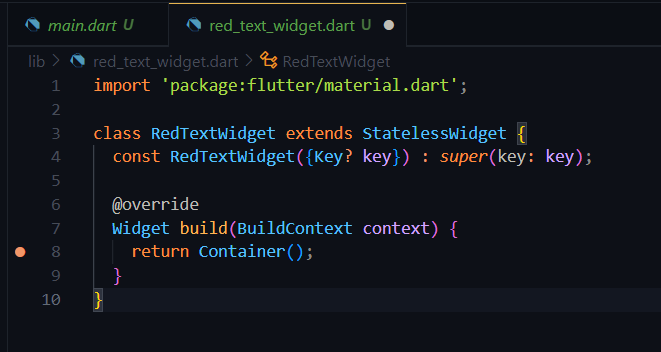 main.dart U red_text_widget.dart U
lib > red_text_widget.dart > RedTextWidget
1 import 'package:flutter/material.dart';
2
3 class RedTextWidget extends StatelessWidget {
4   const RedTextWidget({Key? key}) : super(key: key);
5
6   @override
7   Widget build(BuildContext context) {
8     return Container();
9   }
10 }